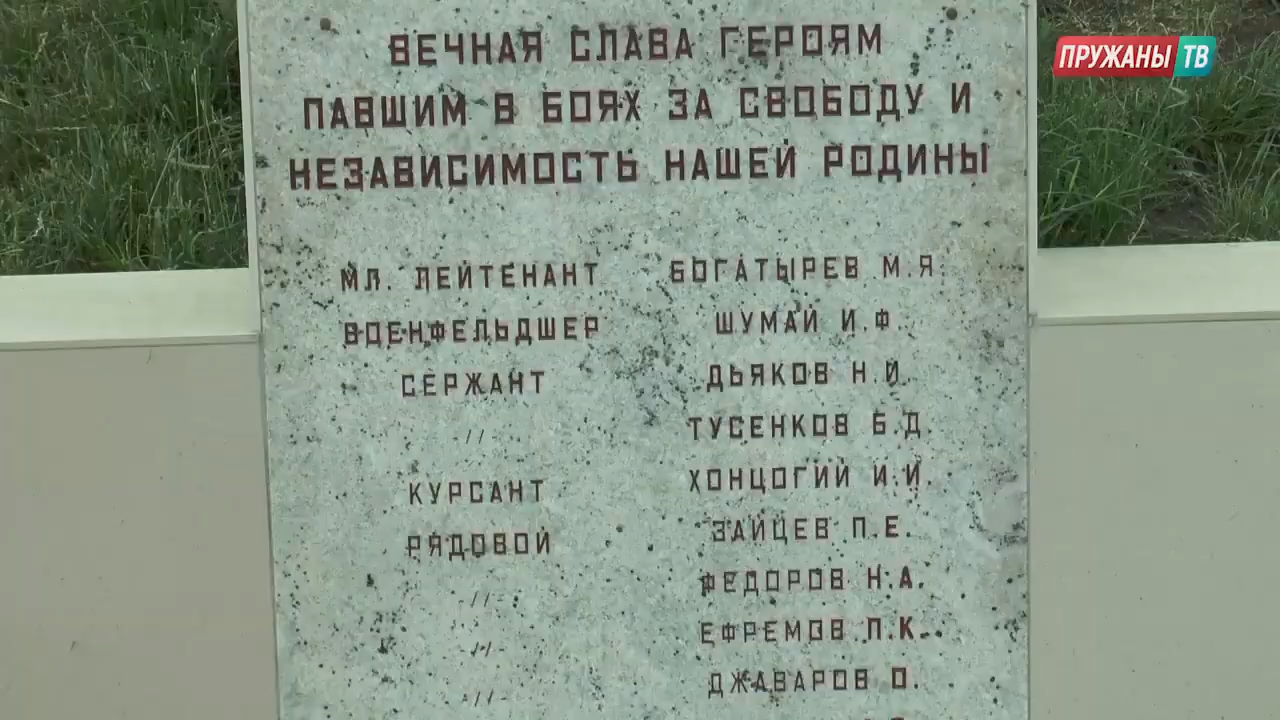 ПРУЖАНЫ ТВ
ВЕЧНАЯ СЛАВА ГЕРОЯМ
ПАВШИМ В БОЯХ ЗА СВОБОДУ И
НЕЗАВИСИМОСТЬ НАШЕЙ РОДИНЫ
МЛ. ЛЕЙТЕНАНТ БОГАТЫРЕВ М.Я.
ВОЕНФЕЛЬДШЕР ШУМАЙ И.Ф.
СЕРЖАНТ ДЬЯКОВ Н.И.
-//- ТУСЕНКОВ Б.Д.
КУРСАНТ ХОНЦОГИЙ И.И.
РЯДОВОЙ ЗАЙЦЕВ П.Е.
-//- ФЕДОРОВ Н.А.
-//- ЕФРЕМОВ П.К.
-//- ДЖАВАРОВ О.